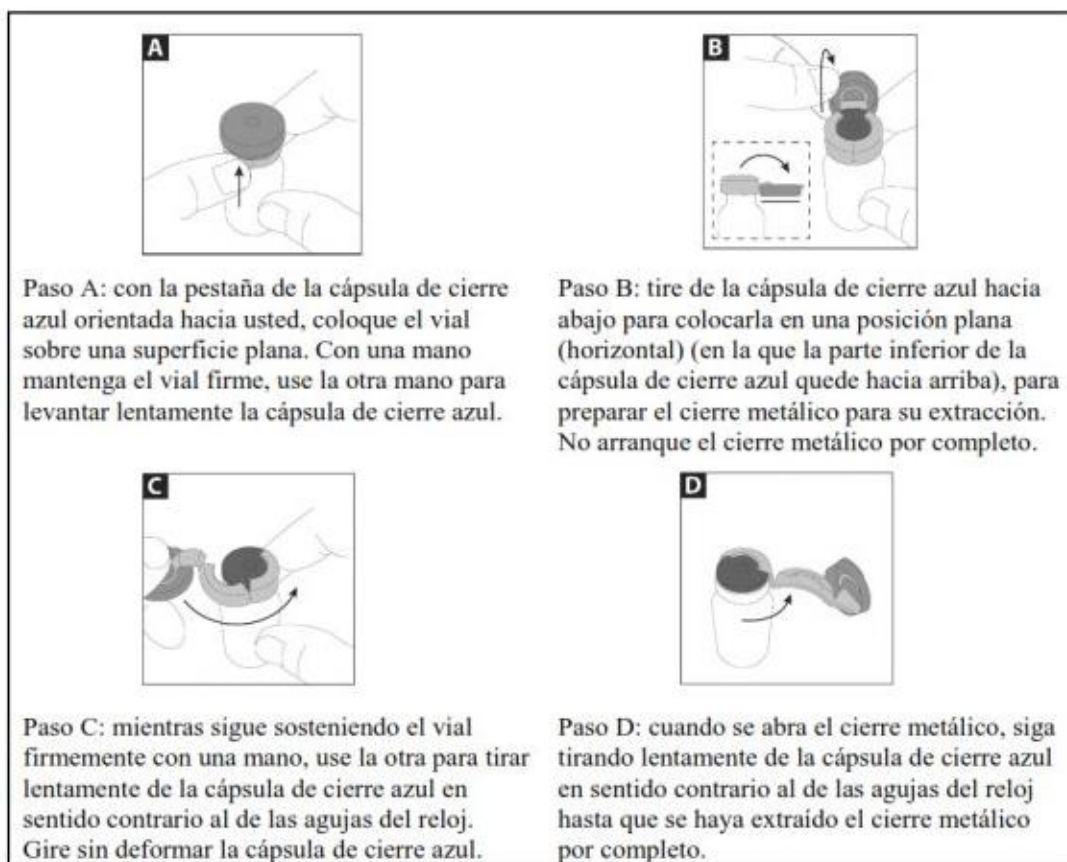 A
B
Paso A: con la pestaña de la cápsula de cierre
azul orientada hacia usted, coloque el vial
sobre una superficie plana. Con una mano
mantenga el vial firme, use la otra mano para
levantar lentamente la cápsula de cierre azul.
Paso B: tire de la cápsula de cierre azul hacia
abajo para colocarla en una posición plana
(horizontal) (en la que la parte inferior de la
cápsula de cierre azul quede hacia arriba), para
preparar el cierre metálico para su extracción.
No arranque el cierre metálico por completo.
C
D
Paso C: mientras sigue sosteniendo el vial
firmemente con una mano, use la otra para tirar
lentamente de la cápsula de cierre azul en
sentido contrario al de las agujas del reloj.
Gire sin deformar la cápsula de cierre azul.
Paso D: cuando se abra el cierre metálico, siga
tirando lentamente de la cápsula de cierre azul
en sentido contrario al de las agujas del reloj
hasta que se haya extraído el cierre metálico
por completo.